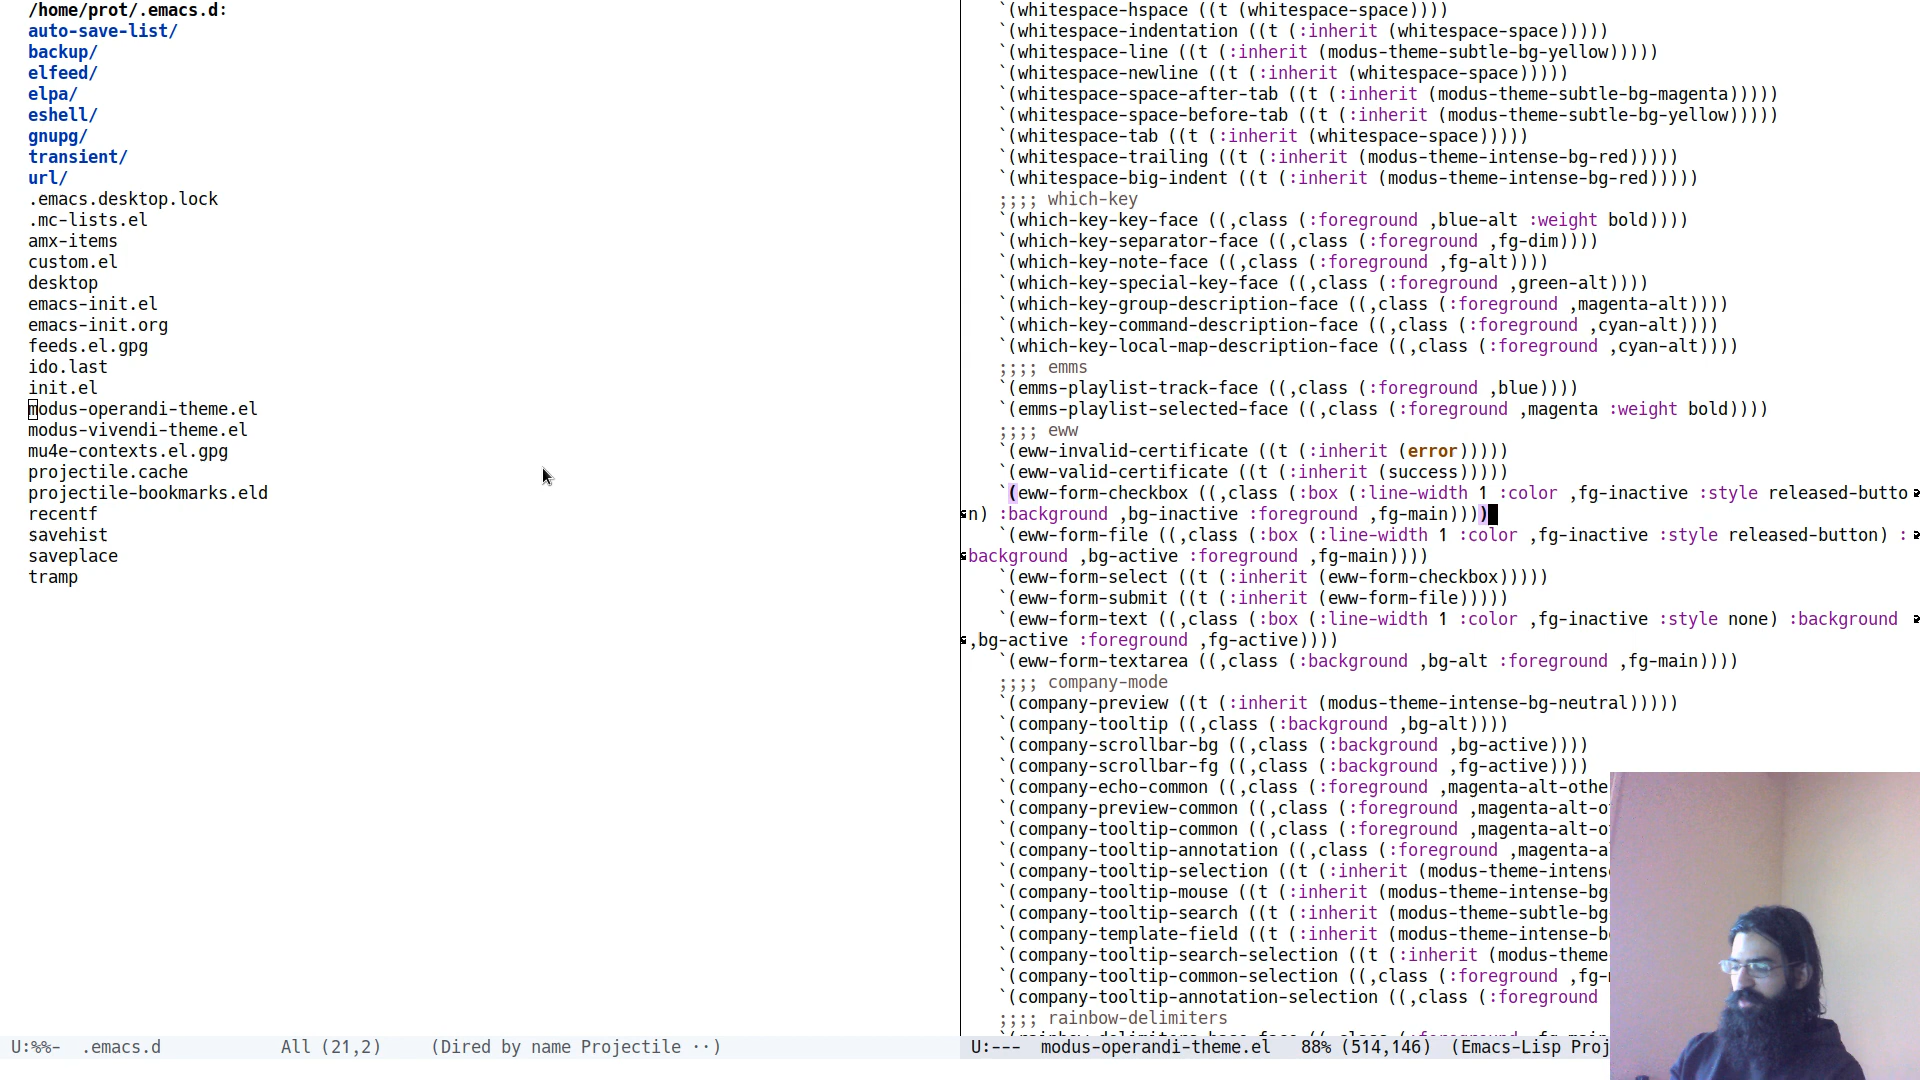 /home/prot/.emacs.d:
auto-save-list/
backup/
elfeed/
elpa/
eshell/
gnupg/
transient/
url/
.emacs.desktop.lock
.mc-lists.el
amx-items
custom.el
desktop
emacs-init.el
emacs-init.org
feeds.el.gpg
ido.last
init.el
modus-operandi-theme.el
modus-vivendi-theme.el
mu4e-contexts.el.gpg
projectile.cache
projectile-bookmarks.eld
recentf
savehist
saveplace
tramp
U:%%-  .emacs.d            All (21,2)     (Dired by name Projectile ··)
`(whitespace-hspace ((t (whitespace-space))))
`(whitespace-indentation ((t (:inherit (whitespace-space)))))
`(whitespace-line ((t (:inherit (modus-theme-subtle-bg-yellow)))))
`(whitespace-newline ((t (:inherit (whitespace-space)))))
`(whitespace-space-after-tab ((t (:inherit (modus-theme-subtle-bg-magenta)))))
`(whitespace-space-before-tab ((t (:inherit (modus-theme-subtle-bg-yellow)))))
`(whitespace-tab ((t (:inherit (whitespace-space)))))
`(whitespace-trailing ((t (:inherit (modus-theme-intense-bg-red)))))
`(whitespace-big-indent ((t (:inherit (modus-theme-intense-bg-red)))))
;;;; which-key
`(which-key-key-face ((,class (:foreground ,blue-alt :weight bold))))
`(which-key-separator-face ((,class (:foreground ,fg-dim))))
`(which-key-note-face ((,class (:foreground ,fg-alt))))
`(which-key-special-key-face ((,class (:foreground ,green-alt))))
`(which-key-group-description-face ((,class (:foreground ,magenta-alt))))
`(which-key-command-description-face ((,class (:foreground ,cyan-alt))))
`(which-key-local-map-description-face ((,class (:foreground ,cyan-alt))))
;;;; emms
`(emms-playlist-track-face ((,class (:foreground ,blue))))
`(emms-playlist-selected-face ((,class (:foreground ,magenta :weight bold))))
;;;; eww
`(eww-invalid-certificate ((t (:inherit (error)))))
`(eww-valid-certificate ((t (:inherit (success)))))
`(eww-form-checkbox ((,class (:box (:line-width 1 :color ,fg-inactive :style released-butto
n) :background ,bg-inactive :foreground ,fg-main))))
`(eww-form-file ((,class (:box (:line-width 1 :color ,fg-inactive :style released-button) :
background ,bg-active :foreground ,fg-main))))
`(eww-form-select ((t (:inherit (eww-form-checkbox)))))
`(eww-form-submit ((t (:inherit (eww-form-file)))))
`(eww-form-text ((,class (:box (:line-width 1 :color ,fg-inactive :style none) :background
,bg-active :foreground ,fg-active))))
`(eww-form-textarea ((,class (:background ,bg-alt :foreground ,fg-main))))
;;;; company-mode
`(company-preview ((t (:inherit (modus-theme-intense-bg-neutral)))))
`(company-tooltip ((,class (:background ,bg-alt))))
`(company-scrollbar-bg ((,class (:background ,bg-active))))
`(company-scrollbar-fg ((,class (:background ,fg-active))))
`(company-echo-common ((,class (:foreground ,magenta-alt-othe
`(company-preview-common ((,class (:foreground ,magenta-alt-o
`(company-tooltip-common ((,class (:foreground ,magenta-alt-o
`(company-tooltip-annotation ((,class (:foreground ,magenta-a
`(company-tooltip-selection ((t (:inherit (modus-theme-intens
`(company-tooltip-mouse ((t (:inherit (modus-theme-intense-bg
`(company-tooltip-search ((t (:inherit (modus-theme-subtle-bg
`(company-template-field ((t (:inherit (modus-theme-intense-b
`(company-tooltip-search-selection ((t (:inherit (modus-theme
`(company-tooltip-common-selection ((,class (:foreground ,fg-
`(company-tooltip-annotation-selection ((,class (:foreground
;;;; rainbow-delimiters
U:---  modus-operandi-theme.el   88% (514,146)  (Emacs-Lisp Proj